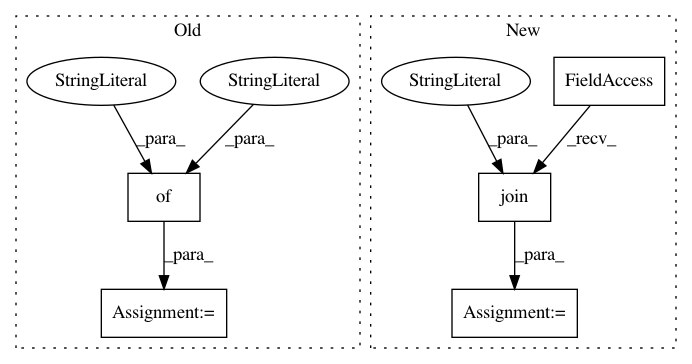 Old
New
StringLiteral
StringLiteral
StringLiteral
FieldAccess
_para_
_para_
_para_
_recv_
of
join
_para_
_para_
Assignment:=
Assignment:=